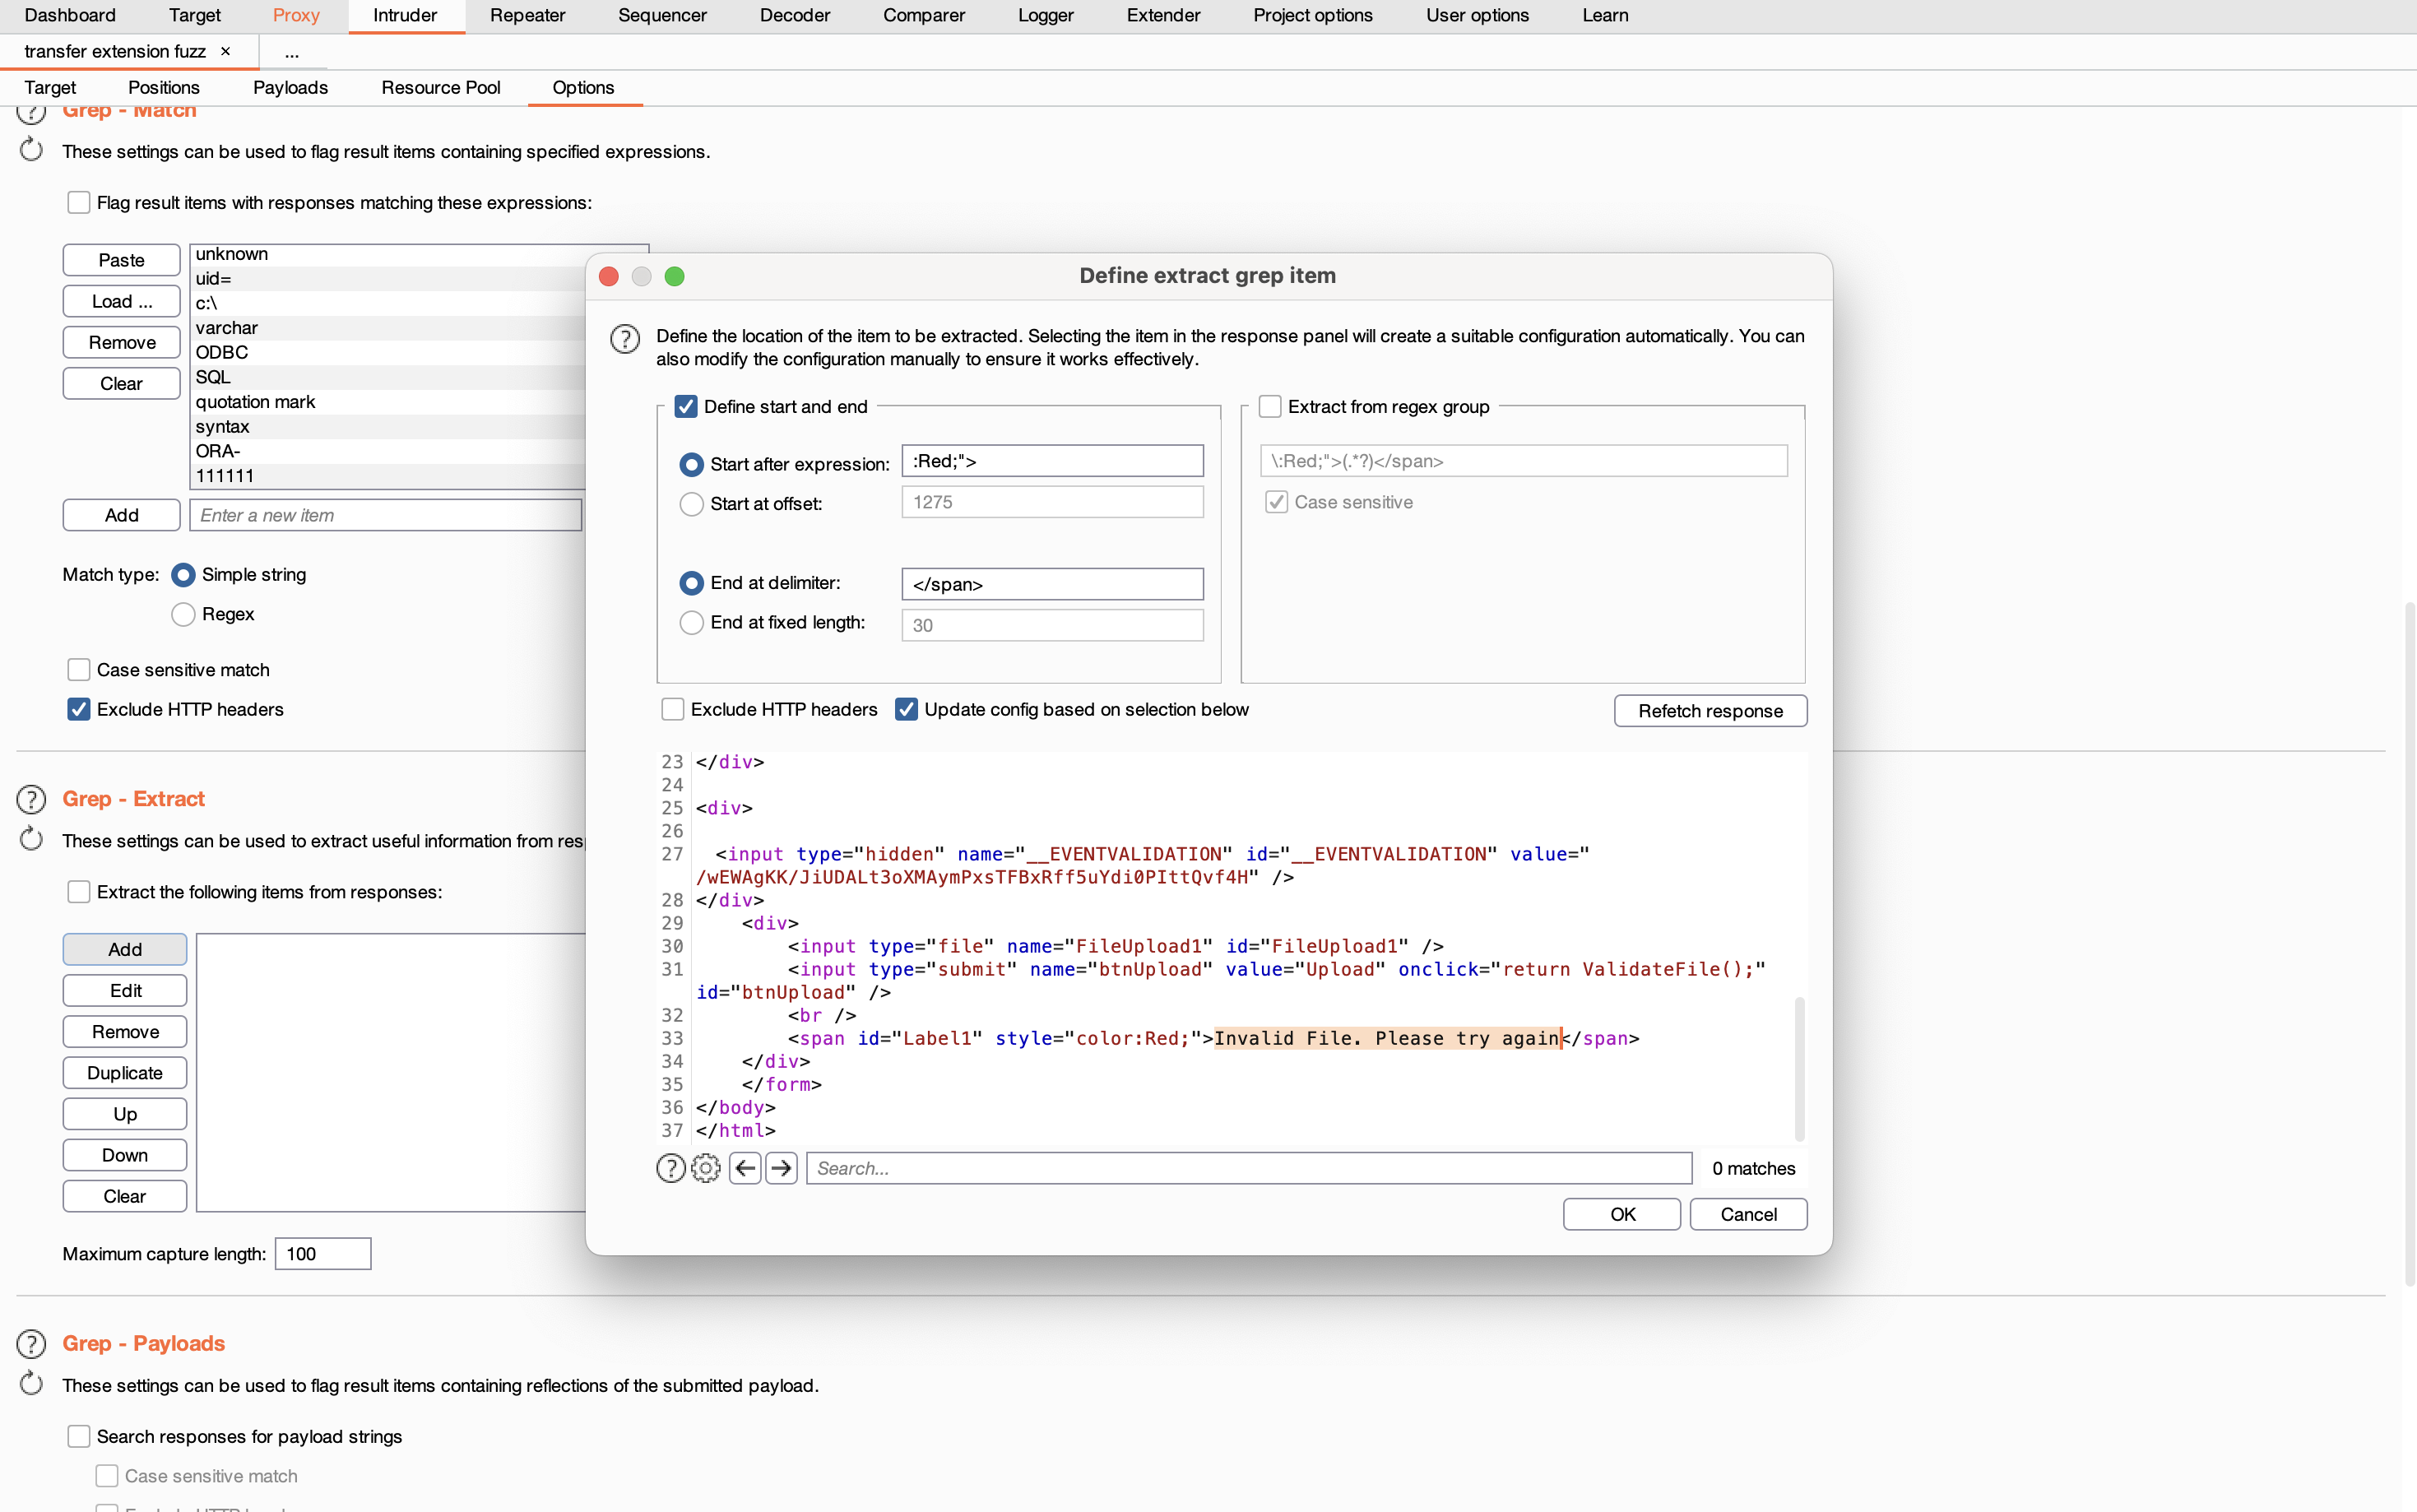 Dashboard Target Proxy Intruder Repeater Sequencer Decoder Comparer Logger Extender Project options User options Learn
transfer extension fuzz × ...
Target Positions Payloads Resource Pool Options
Grep - Match
These settings can be used to flag result items containing specified expressions.
Flag result items with responses matching these expressions:
Paste
Load ...
Remove
Clear
unknown
uid=
c:\
varchar
ODBC
SQL
quotation mark
syntax
ORA-
111111
Add
Enter a new item
Match type:
Simple string
Regex
Case sensitive match
Exclude HTTP headers
Grep - Extract
These settings can be used to extract useful information from
Extract the following items from responses:
Add
Edit
Remove
Duplicate
Up
Down
Clear
Maximum capture length: 100
Grep - Payloads
These settings can be used to flag result items containing reflections of the submitted payload.
Search responses for payload strings
Case sensitive match
Define extract grep item
Define the location of the item to be extracted. Selecting the item in the response panel will create a suitable configuration automatically. You can
also modify the configuration manually to ensure it works effectively.
Define start and end
Start after expression: :Red;">
Start at offset: 1275
End at delimiter: </span>
End at fixed length: 30
Extract from regex group
\:Red;">(.*?)</span>
Case sensitive
Exclude HTTP headers
Update config based on selection below
Refetch response
23 </div>
24
25 <div>
26
27 <input type="hidden" name="__EVENTVALIDATION" id="__EVENTVALIDATION" value="
/wEWAgKK/JiUDALt3oXMAymPxsTFBxRff5uYdi0PIttQvf4H" />
28 </div>
29 <div>
30 <input type="file" name="FileUpload1" id="FileUpload1" />
31 <input type="submit" name="btnUpload" value="Upload" onclick="return ValidateFile();"
id="btnUpload" />
32 <br />
33 <span id="Label1" style="color:Red;">Invalid File. Please try again</span>
34 </div>
35 </form>
36 </body>
37 </html>
Search...
0 matches
OK
Cancel